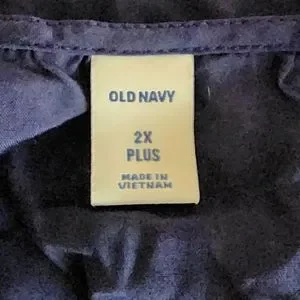 OLD NAVY
2X
PLUS
MADE IN
VIETNAM